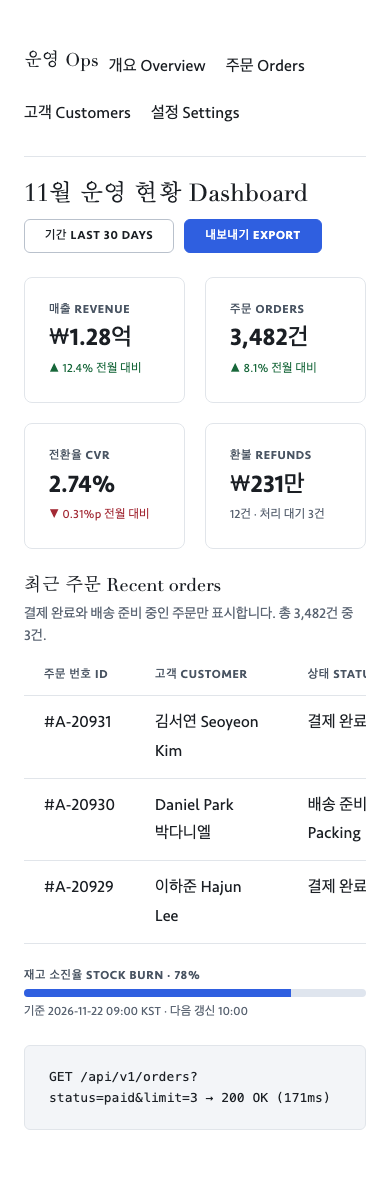 운영 Ops 개요 Overview 주문 Orders
고객 Customers 설정 Settings
11월 운영 현황 Dashboard
기간 LAST 30 DAYS 내보내기 EXPORT
매출 REVENUE
₩1.28억
▲ 12.4% 전월 대비
주문 ORDERS
3,482건
▲ 8.1% 전월 대비
전환율 CVR
2.74%
▼ 0.31%p 전월 대비
환불 REFUNDS
₩231만
12건 · 처리 대기 3건
최근 주문 Recent orders
결제 완료와 배송 준비 중인 주문만 표시합니다. 총 3,482건 중
3건.
주문 번호 ID 고객 CUSTOMER 상태
#A-20931 김서연 Seoyeon 결제 완료
Kim
#A-20930 Daniel Park 배송 준비
박다니엘 Packing
#A-20929 이하준 Hajun 결제 완료
Lee
재고 소진율 STOCK BURN · 78%
기준 2026-11-22 09:00 KST · 다음 갱신 10:00
GET /api/v1/orders?
status=paid&limit=3 → 200 OK (171ms)